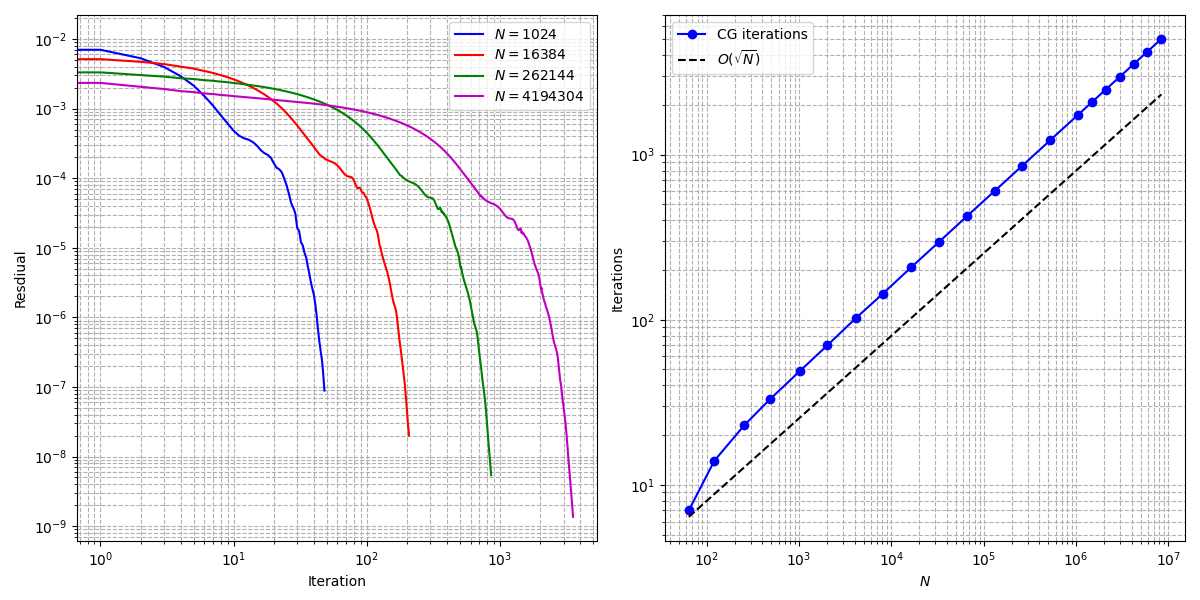 10⁻²
10⁻³
10⁻⁴
10⁻⁵
10⁻⁶
10⁻⁷
10⁻⁸
10⁻⁹
Resdiual
10⁰ 10¹ 10² 10³
Iteration
N = 1024
N = 16384
N = 262144
N = 4194304
10³
10²
10¹
Iterations
10² 10³ 10⁴ 10⁵ 10⁶ 10⁷
N
CG iterations
O(√N)